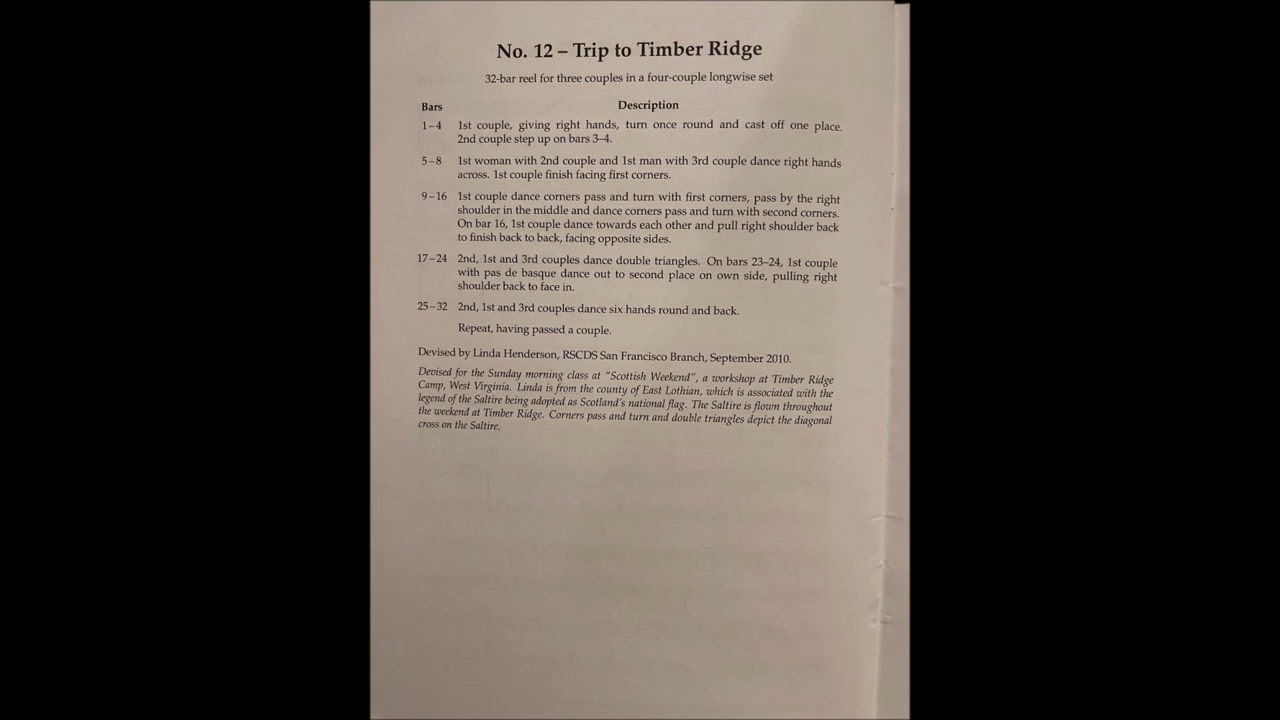 No. 12 – Trip to Timber Ridge
32-bar reel for three couples in a four-couple longwise set
Bars Description
1–4 1st couple, giving right hands, turn once round and cast off one place.
2nd couple step up on bars 3–4.
5–8 1st woman with 2nd couple and 1st man with 3rd couple dance right hands
across. 1st couple finish facing first corners.
9–16 1st couple dance corners pass and turn with first corners, pass by the right
shoulder in the middle and dance corners pass and turn with second corners.
On bar 16, 1st couple dance towards each other and pull right shoulder back
to finish back to back, facing opposite sides.
17–24 2nd, 1st and 3rd couples dance double triangles. On bars 23–24, 1st couple
with pas de basque dance out to second place on own side, pulling right
shoulder back to face in.
25–32 2nd, 1st and 3rd couples dance six hands round and back.
Repeat, having passed a couple.
Devised by Linda Henderson, RSCDS San Francisco Branch, September 2010.
Devised for the Sunday morning class at "Scottish Weekend", a workshop at Timber Ridge
Camp, West Virginia. Linda is from the county of East Lothian, which is associated with the
legend of the Saltire being adopted as Scotland's national flag. The Saltire is flown throughout
the weekend at Timber Ridge. Corners pass and turn and double triangles depict the diagonal
cross on the Saltire.